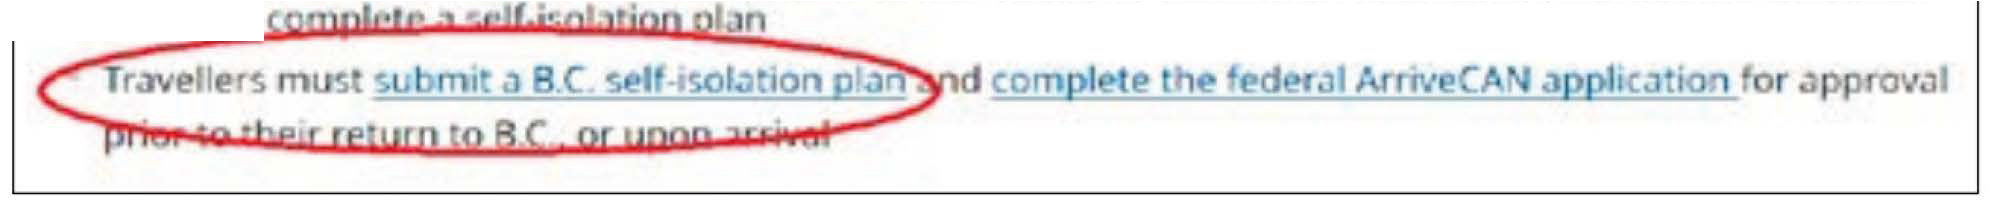 complete a self-isolation plan
Travellers must submit a B.C. self-isolation plan and complete the federal ArriveCAN application for approval
prior to their return to B.C., or upon arrival